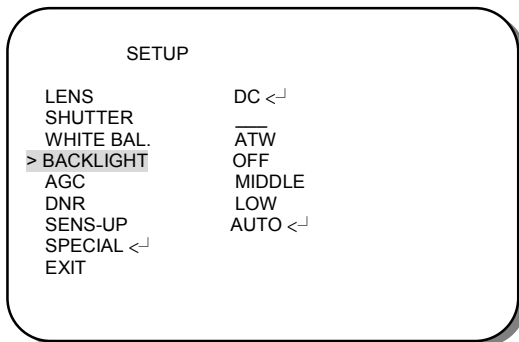 SETUP
LENS DC <┘
SHUTTER ___
WHITE BAL. ATW
> BACKLIGHT OFF
AGC MIDDLE
DNR LOW
SENS-UP AUTO <┘
SPECIAL <┘
EXIT